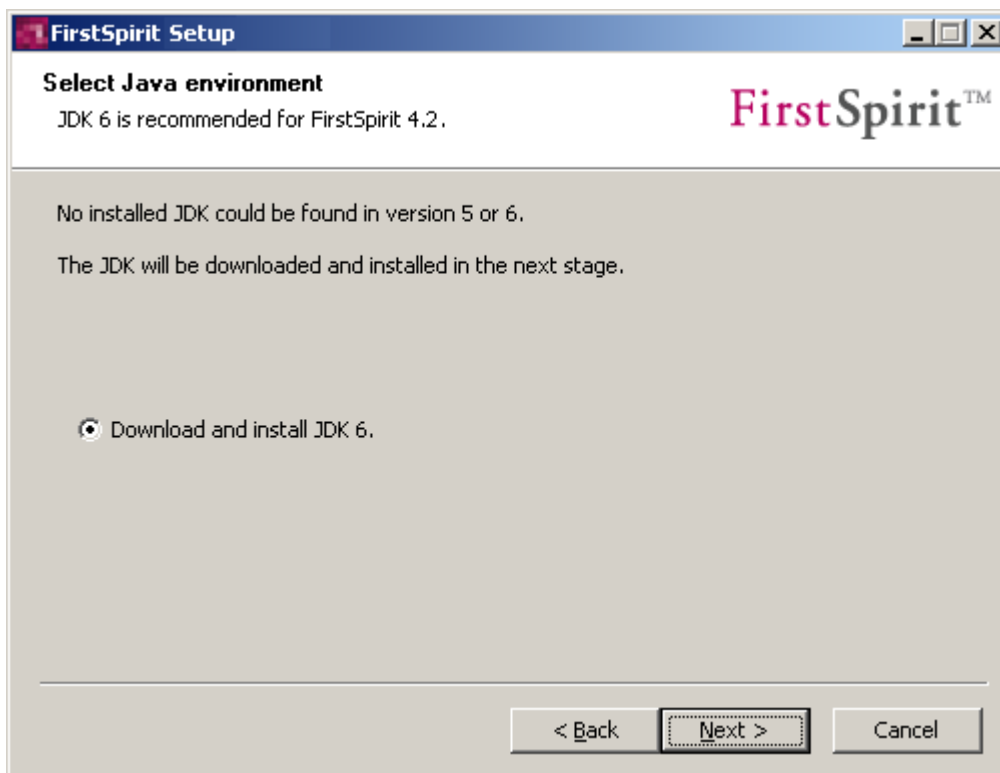 FirstSpirit Setup
Select Java environment
JDK 6 is recommended for FirstSpirit 4.2.
FirstSpirit™
No installed JDK could be found in version 5 or 6.
The JDK will be downloaded and installed in the next stage.
Download and install JDK 6.
< Back Next > Cancel